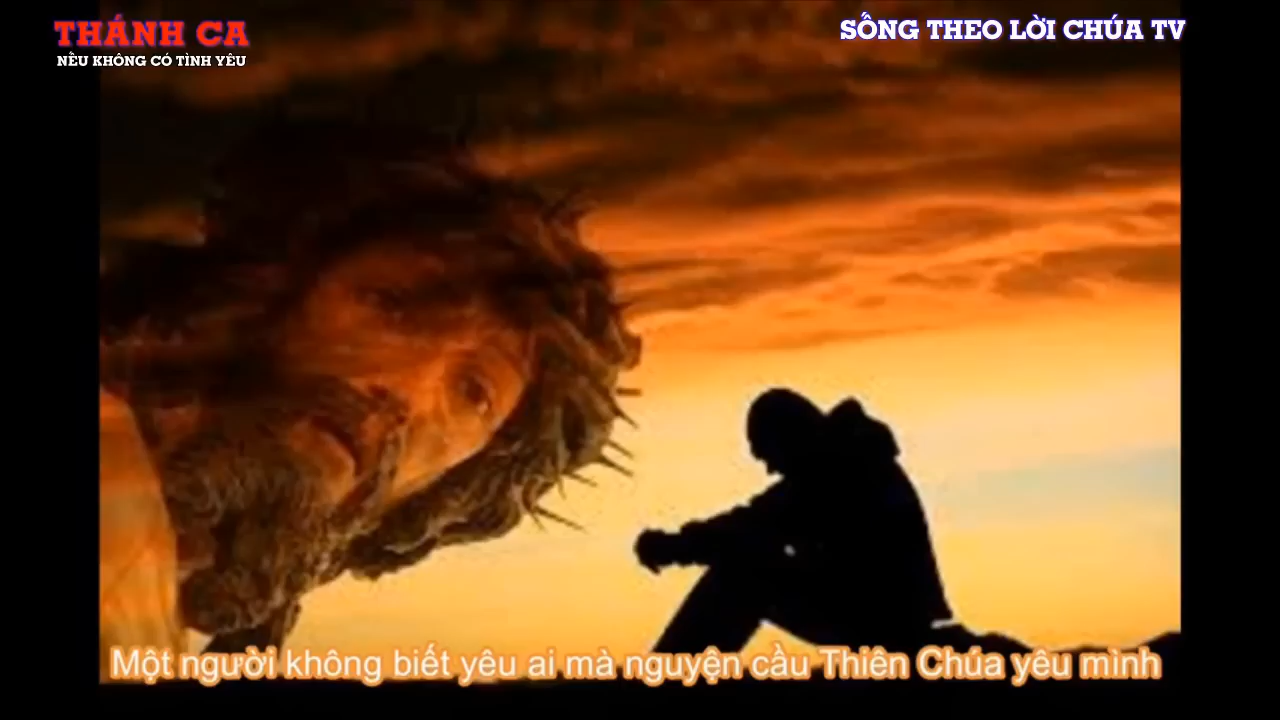 THÁNH CA
NẾU KHÔNG CÓ TÌNH YÊU
SỐNG THEO LỜI CHÚA TV
Một người không biết yêu ai mà nguyện cầu Thiên Chúa yêu mình